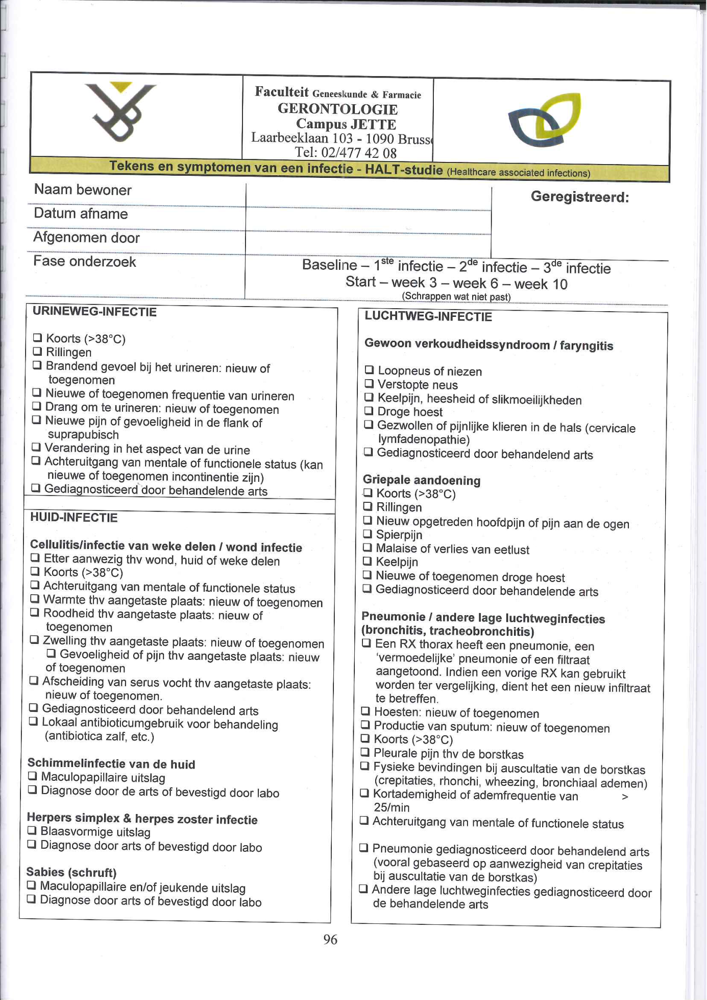 Faculteit Geneeskunde & Farmacie
GERONTOLOGIE
Campus JETTE
Laarbeeklaan 103 - 1090 Bruss
Tel: 02/477 42 08
Tekens en symptomen van een infectie - HALT-studie (Healthcare associated infections)
Naam bewoner
Geregistreerd:
Datum afname
Afgenomen door
Fase onderzoek
Baseline – 1ste infectie – 2de infectie – 3de infectie
Start – week 3 – week 6 – week 10
(Schrappen wat niet past)
URINEWEG-INFECTIE
❑ Koorts (>38°C)
❑ Rillingen
❑ Brandend gevoel bij het urineren: nieuw of
toegenomen
❑ Nieuwe of toegenomen frequentie van urineren
❑ Drang om te urineren: nieuw of toegenomen
❑ Nieuwe pijn of gevoeligheid in de flank of
suprapubisch
❑ Verandering in het aspect van de urine
❑ Achteruitgang van mentale of functionele status (kan
nieuwe of toegenomen incontinentie zijn)
❑ Gediagnosticeerd door behandelende arts
HUID-INFECTIE
Cellulitis/infectie van weke delen / wond infectie
❑ Etter aanwezig thv wond, huid of weke delen
❑ Koorts (>38°C)
❑ Achteruitgang van mentale of functionele status
❑ Warmte thv aangetaste plaats: nieuw of toegenomen
❑ Roodheid thv aangetaste plaats: nieuw of
toegenomen
❑ Zwelling thv aangetaste plaats: nieuw of toegenomen
❑ Gevoeligheid of pijn thv aangetaste plaats: nieuw
of toegenomen
❑ Afscheiding van serus vocht thv aangetaste plaats:
nieuw of toegenomen.
❑ Gediagnosticeerd door behandelend arts
❑ Lokaal antibioticumgebruik voor behandeling
(antibiotica zalf, etc.)
Schimmelinfectie van de huid
❑ Maculopapillaire uitslag
❑ Diagnose door de arts of bevestigd door labo
Herpers simplex & herpes zoster infectie
❑ Blaasvormige uitslag
❑ Diagnose door arts of bevestigd door labo
Sabies (schruft)
❑ Maculopapillaire en/of jeukende uitslag
❑ Diagnose door arts of bevestigd door labo
LUCHTWEG-INFECTIE
Gewoon verkoudheidssyndroom / faryngitis
❑ Loopneus of niezen
❑ Verstopte neus
❑ Keelpijn, heesheid of slikmoeilijkheden
❑ Droge hoest
❑ Gezwollen of pijnlijke klieren in de hals (cervicale
lymfadenopathie)
❑ Gediagnosticeerd door behandelend arts
Griepale aandoening
❑ Koorts (>38°C)
❑ Rillingen
❑ Nieuw opgetreden hoofdpijn of pijn aan de ogen
❑ Spierpijn
❑ Malaise of verlies van eetlust
❑ Keelpijn
❑ Nieuwe of toegenomen droge hoest
❑ Gediagnosticeerd door behandelende arts
Pneumonie / andere lage luchtweginfecties
(bronchitis, tracheobronchitis)
❑ Een RX thorax heeft een pneumonie, een
‘vermoedelijke’ pneumonie of een filtraat
aangetoond. Indien een vorige RX kan gebruikt
worden ter vergelijking, dient het een nieuw infiltraat
te betreffen.
❑ Hoesten: nieuw of toegenomen
❑ Productie van sputum: nieuw of toegenomen
❑ Koorts (>38°C)
❑ Pleurale pijn thv de borstkas
❑ Fysieke bevindingen bij auscultatie van de borstkas
(crepitaties, rhonchi, wheezing, bronchiaal ademen)
❑ Kortademigheid of ademfrequentie van >
25/min
❑ Achteruitgang van mentale of functionele status
❑ Pneumonie gediagnosticeerd door behandelend arts
(vooral gebaseerd op aanwezigheid van crepitaties
bij auscultatie van de borstkas)
❑ Andere lage luchtweginfecties gediagnosticeerd door
de behandelende arts
96